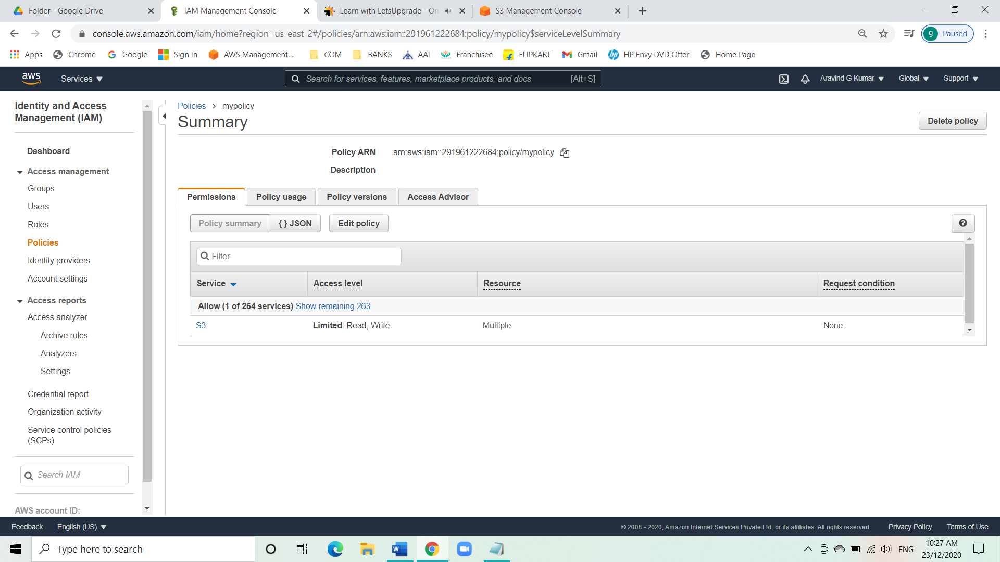 Folder - Google Drive
IAM Management Console
Learn with LetsUpgrade - On
S3 Management Console
console.aws.amazon.com/iam/home?region=us-east-2#/policies/arn:aws:iam::291961222684:policy/mypolicy$serviceLevelSummary
g Paused
Apps Chrome Google Sign In AWS Management... COM BANKS AAI Franchisee FLIPKART Gmail HP Envy DVD Offer Home Page
aws Services Search for services, features, marketplace products, and docs [Alt+S] Aravind G Kumar Global Support
Identity and Access
Management (IAM)
Dashboard
Access management
Groups
Users
Roles
Policies
Identity providers
Account settings
Access reports
Access analyzer
Archive rules
Analyzers
Settings
Credential report
Organization activity
Service control policies
(SCPs)
Search IAM
AWS account ID:
Policies > mypolicy
Summary
Delete policy
Policy ARN arn:aws:iam::291961222684:policy/mypolicy
Description
Permissions Policy usage Policy versions Access Advisor
Policy summary { } JSON Edit policy
Filter
Service Access level Resource Request condition
Allow (1 of 264 services) Show remaining 263
S3 Limited: Read, Write Multiple None
Feedback English (US) © 2008 - 2020, Amazon Internet Services Private Ltd. or its affiliates. All rights reserved. Privacy Policy Terms of Use
Type here to search
ENG
10:27 AM
23/12/2020